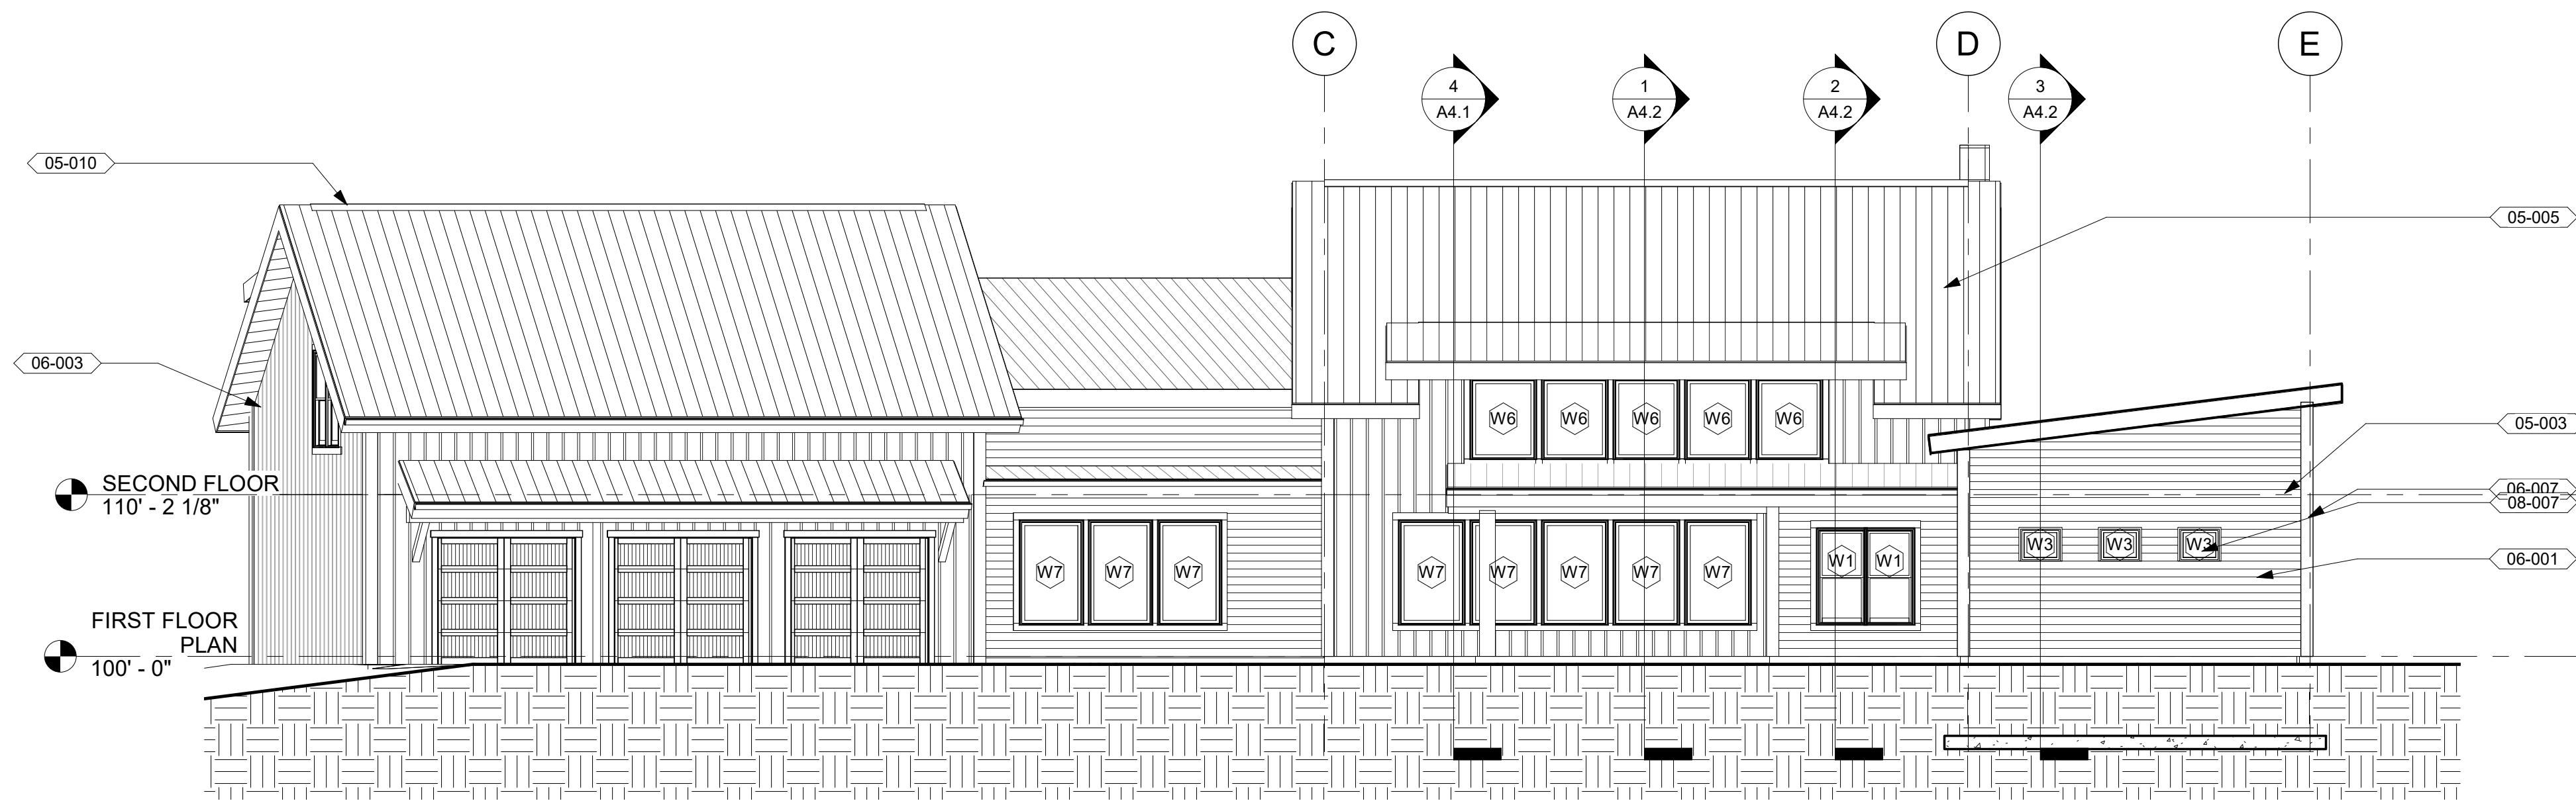 C
D
E
4
A4.1
1
A4.2
2
A4.2
3
A4.2
05-010
05-005
06-003
05-003
W6
W6
W6
W6
W6
SECOND FLOOR
110' - 2 1/8"
06-007
08-007
W3
W3
W3
W1
W1
06-001
W7
W7
W7
W7
W7
W7
W7
W7
FIRST FLOOR
PLAN
100' - 0"